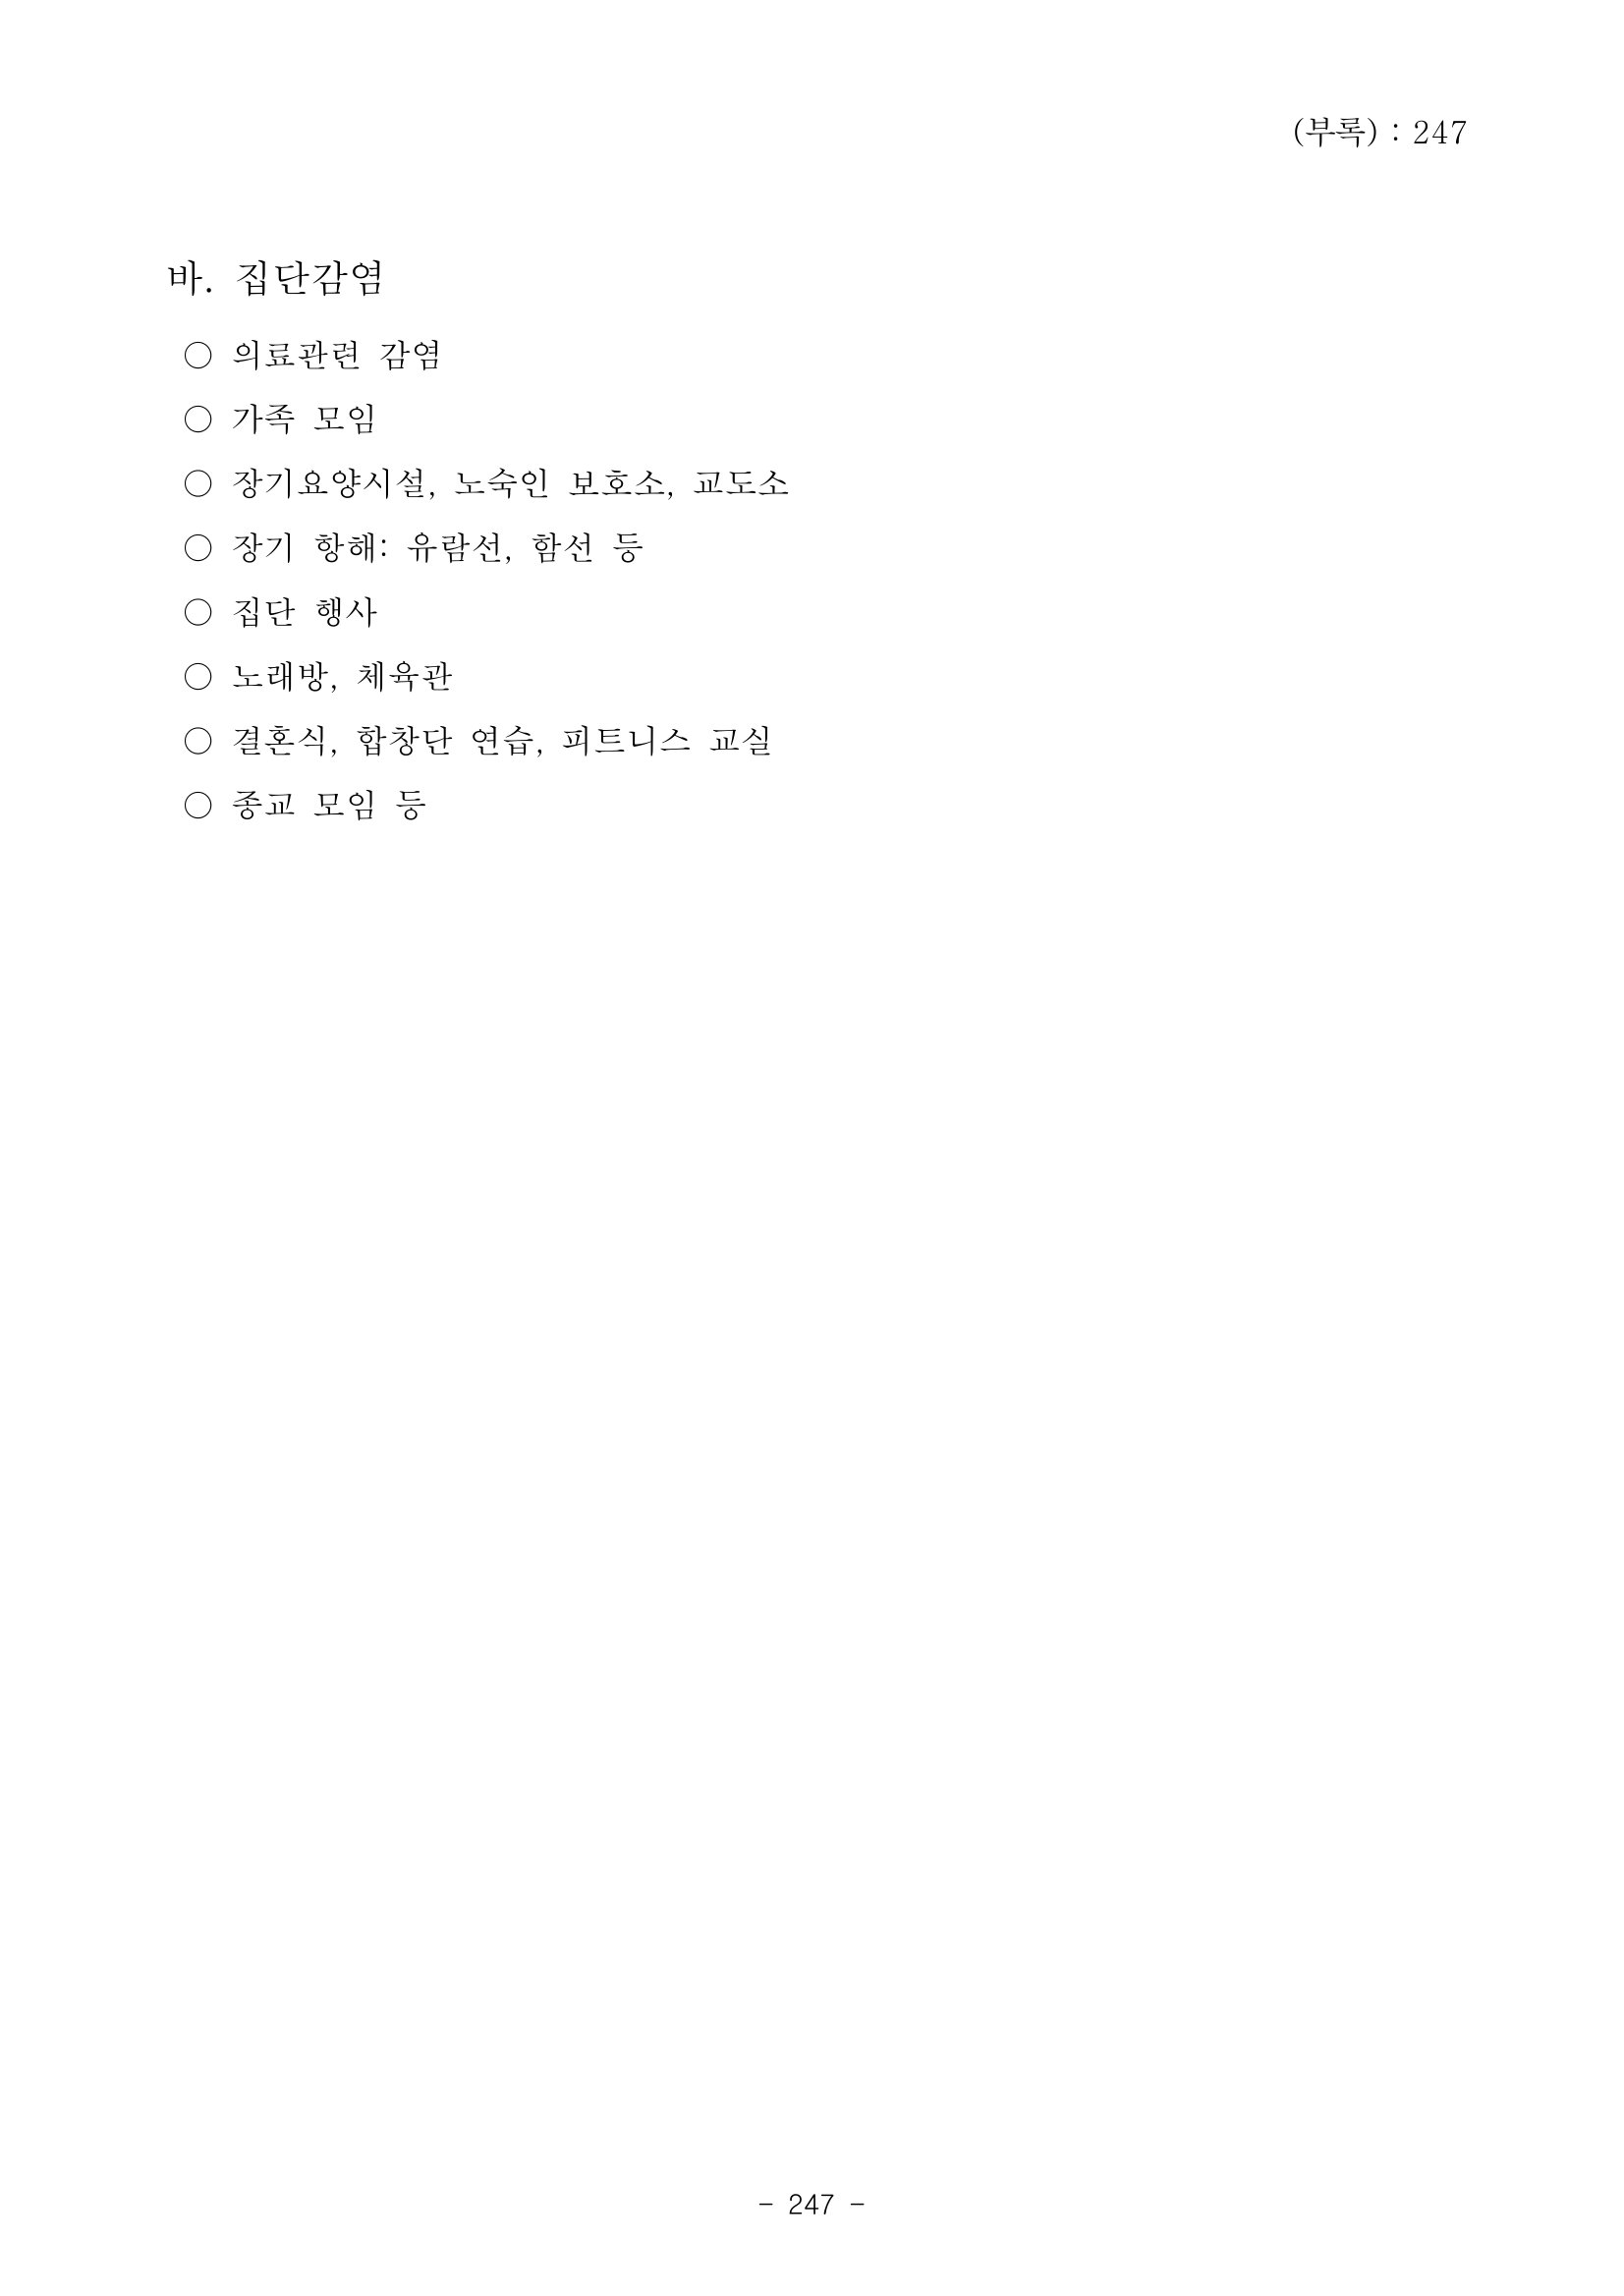 (부록) : 247
바. 집단감염
○ 의료관련 감염
○ 가족 모임
○ 장기요양시설, 노숙인 보호소, 교도소
○ 장기 항해: 유람선, 함선 등
○ 집단 행사
○ 노래방, 체육관
○ 결혼식, 합창단 연습, 피트니스 교실
○ 종교 모임 등
- 247 -